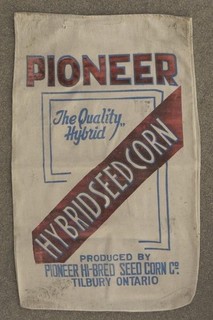 PIONEER
The Quality
Hybrid„
HYBRID SEED CORN
PRODUCED BY
PIONEER HI-BRED SEED CORN Co.
TILBURY ONTARIO